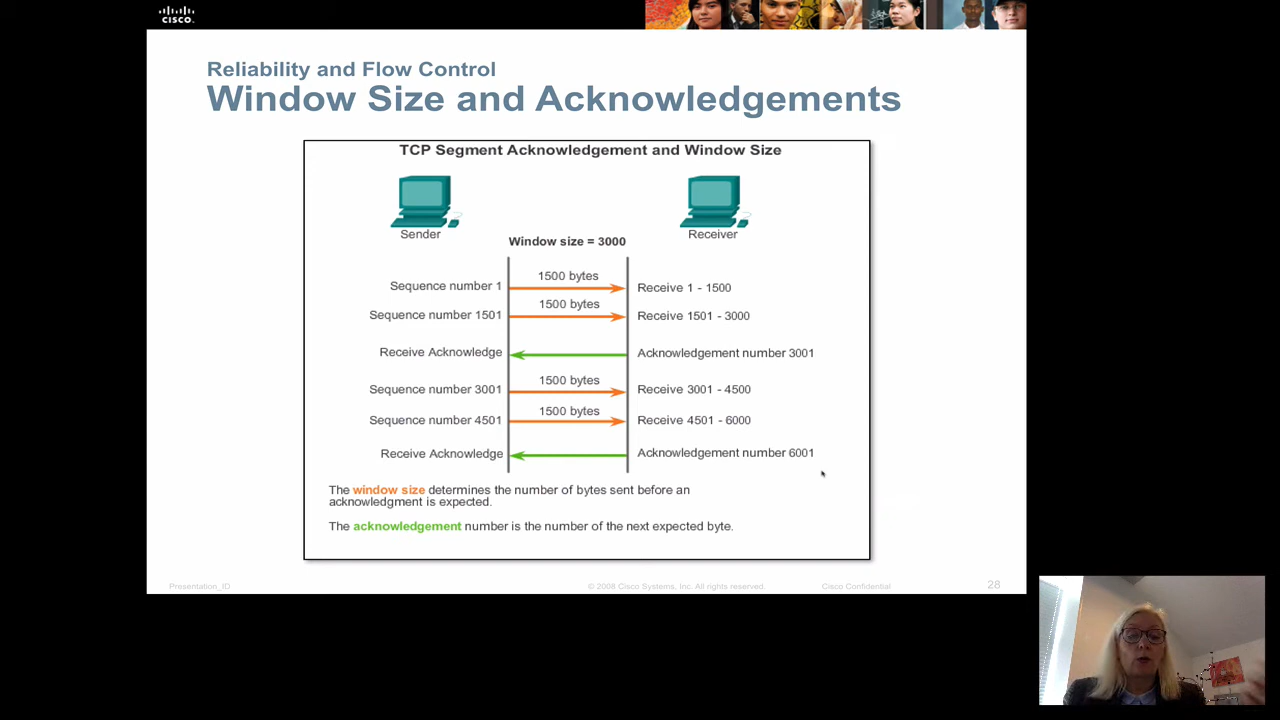 CISCO
Reliability and Flow Control
Window Size and Acknowledgements
TCP Segment Acknowledgement and Window Size
Sender
Receiver
Window size = 3000
1500 bytes
Sequence number 1
Receive 1 - 1500
1500 bytes
Sequence number 1501
Receive 1501 - 3000
Receive Acknowledge
Acknowledgement number 3001
1500 bytes
Sequence number 3001
Receive 3001 - 4500
1500 bytes
Sequence number 4501
Receive 4501 - 6000
Receive Acknowledge
Acknowledgement number 6001
The window size determines the number of bytes sent before an
acknowledgment is expected.
The acknowledgement number is the number of the next expected byte.
Presentation_ID
© 2008 Cisco Systems, Inc. All rights reserved.
Cisco Confidential
28